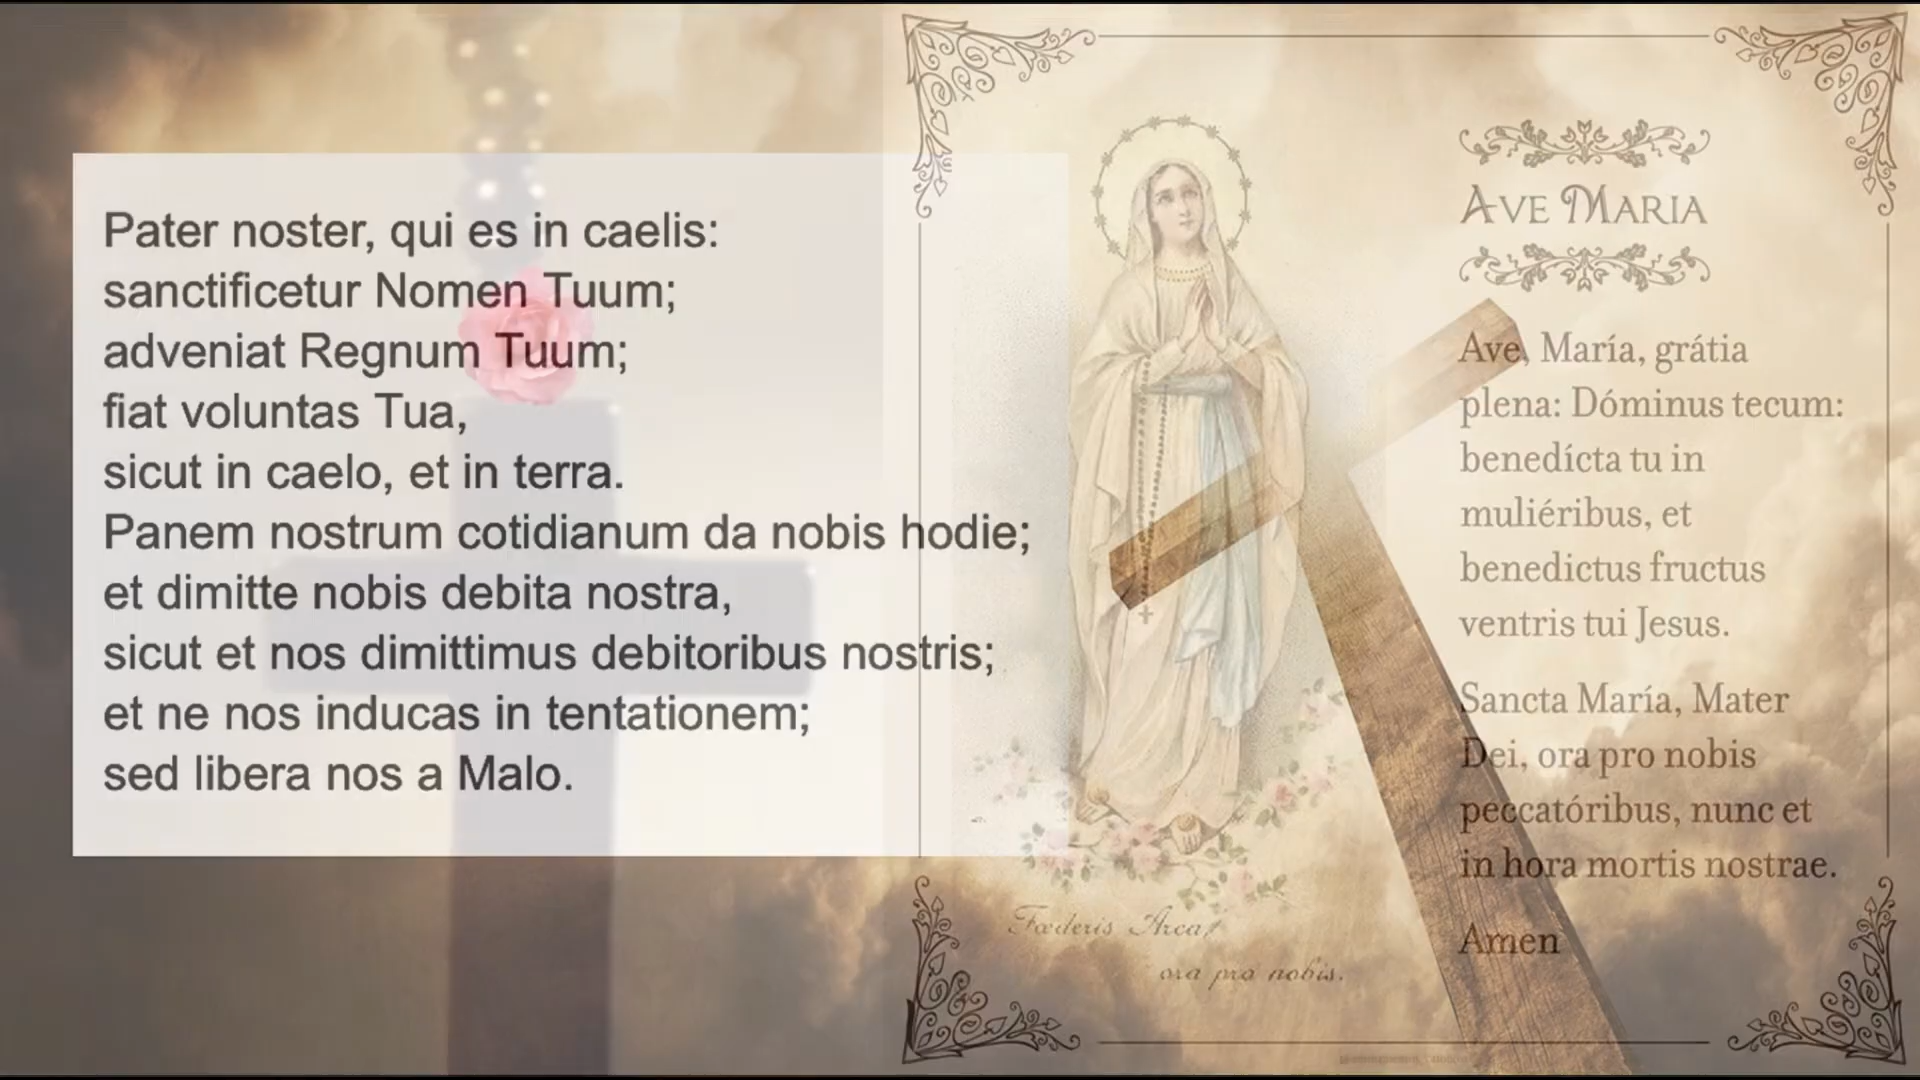 Pater noster, qui es in caelis:
sanctificetur Nomen Tuum;
adveniat Regnum Tuum;
fiat voluntas Tua,
sicut in caelo, et in terra.
Panem nostrum cotidianum da nobis hodie;
et dimitte nobis debita nostra,
sicut et nos dimittimus debitoribus nostris;
et ne nos inducas in tentationem;
sed libera nos a Malo.
AVE MARIA
Ave, María, grátia
plena: Dóminus tecum:
benedícta tu in
muliéribus, et
benedictus fructus
ventris tui Jesus.
Sancta María, Mater
Dei, ora pro nobis
peccatóribus, nunc et
in hora mortis nostrae.
Amen
Fœderis Arca,
ora pro nobis.